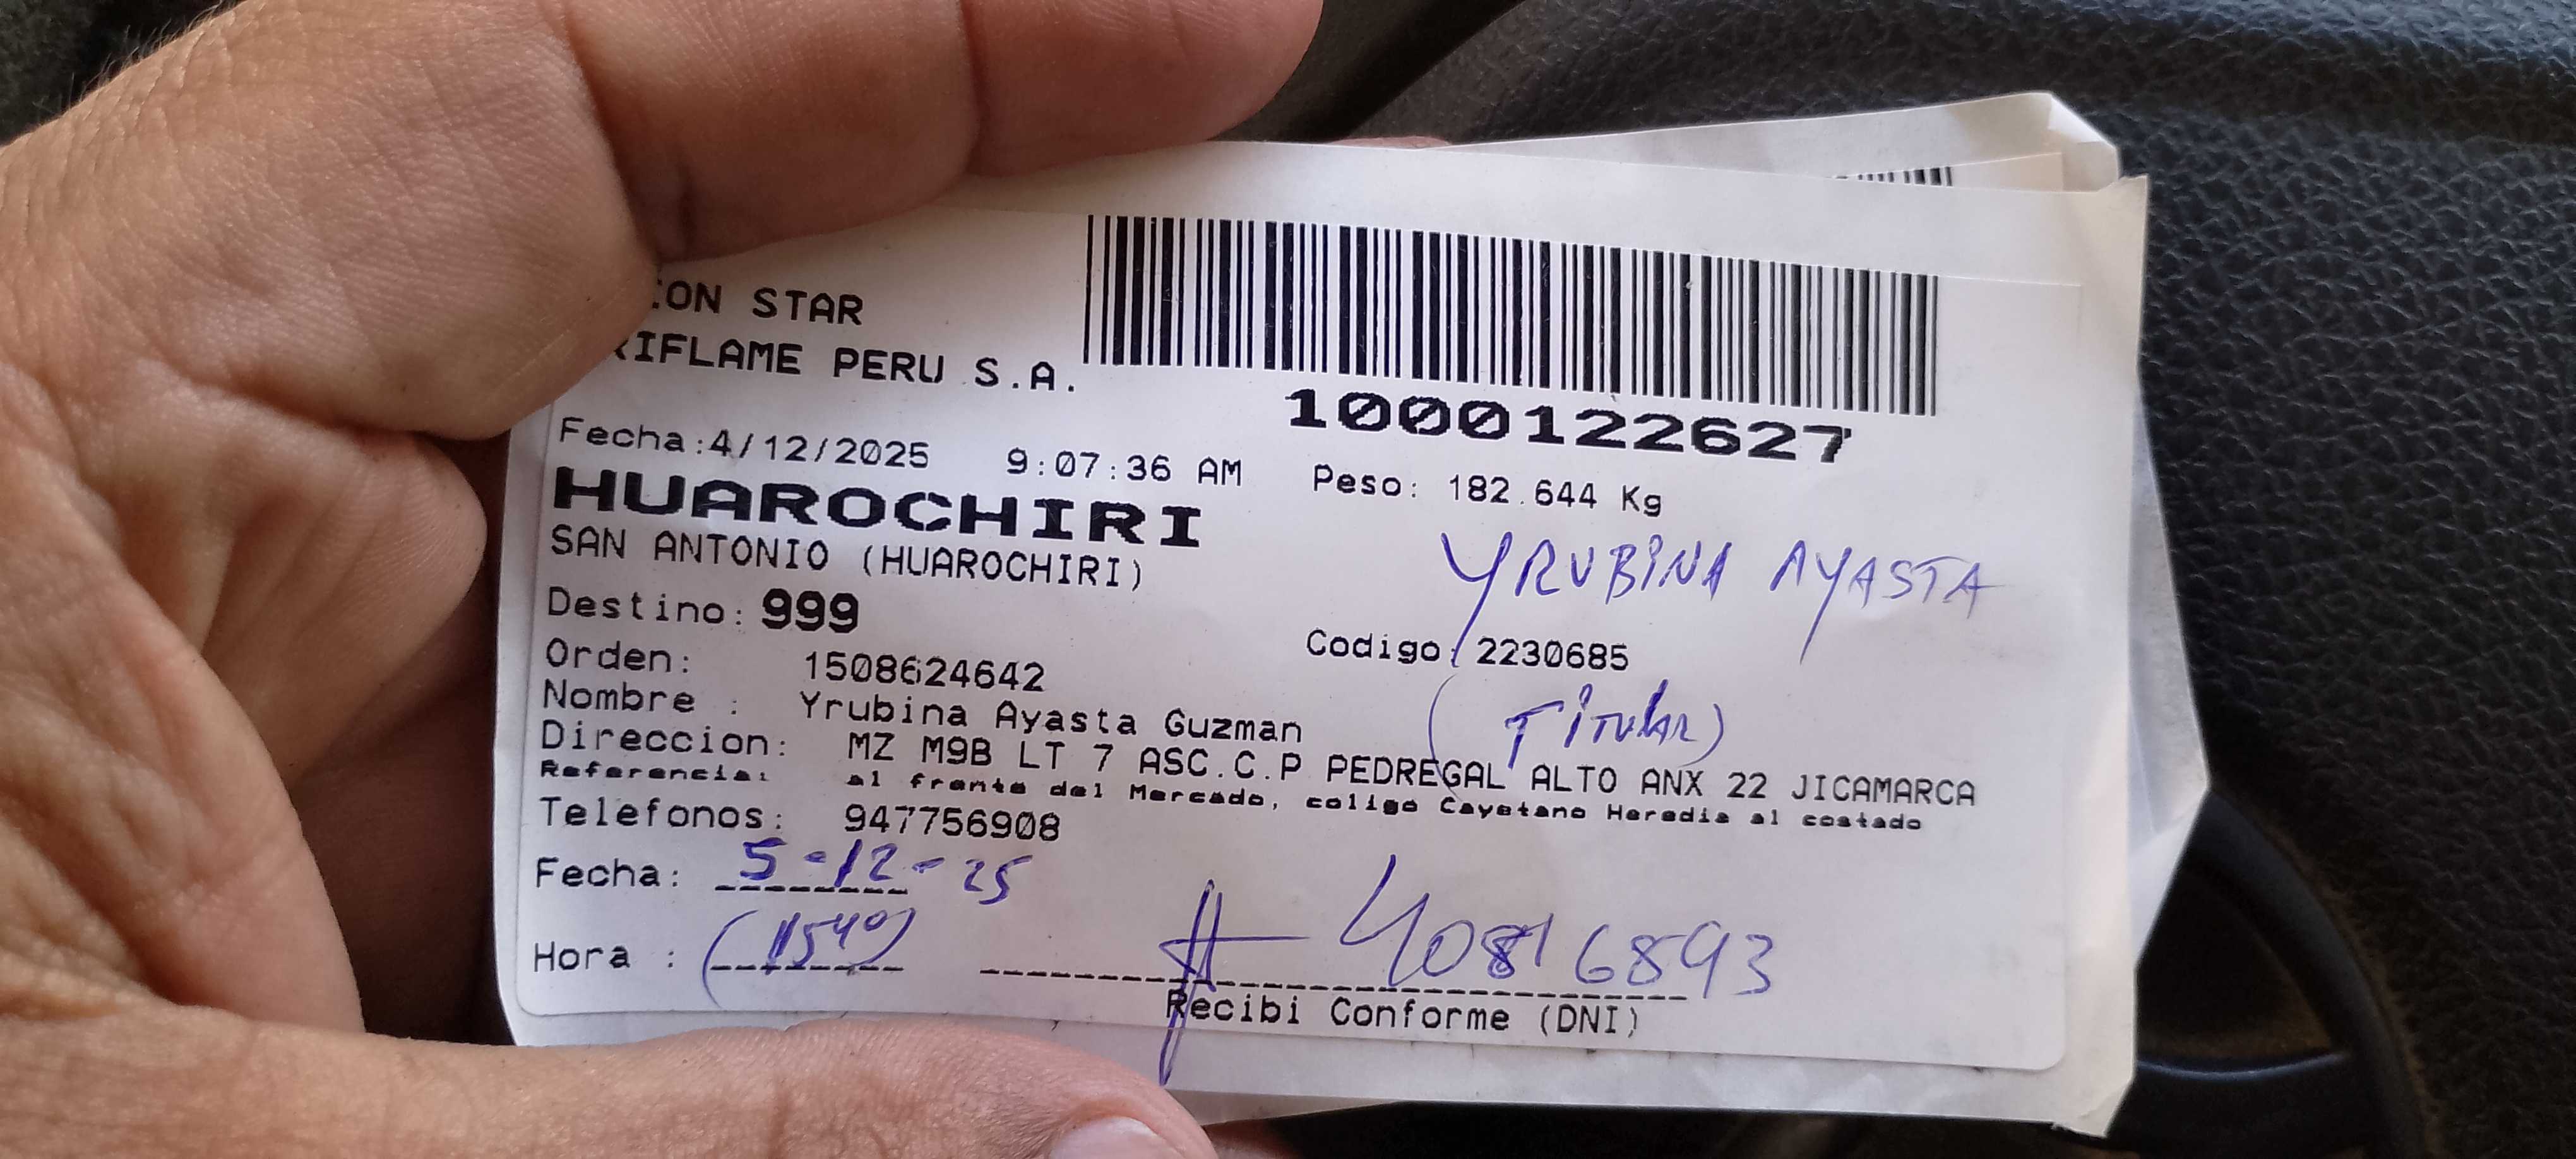 ION STAR
RIFLAME PERU S.A.
1000122627
Fecha:4/12/2025 9:07:36 AM Peso: 182.644 Kg
HUAROCHIRI
SAN ANTONIO (HUAROCHIRI)
YRUBINA AYASTA
Destino: 999
Codigo: 2230685
Orden: 1508624642
(Titular)
Nombre : Yrubina Ayasta Guzman
Direccion: MZ M9B LT 7 ASC.C.P PEDREGAL ALTO ANX 22 JICAMARCA
Referencia: al frente del Mercado, coligo Cayetano Heredia al costado
Telefonos: 947756908
Fecha: 5-12-25
Hora : (1540)
40816893
Recibi Conforme (DNI)